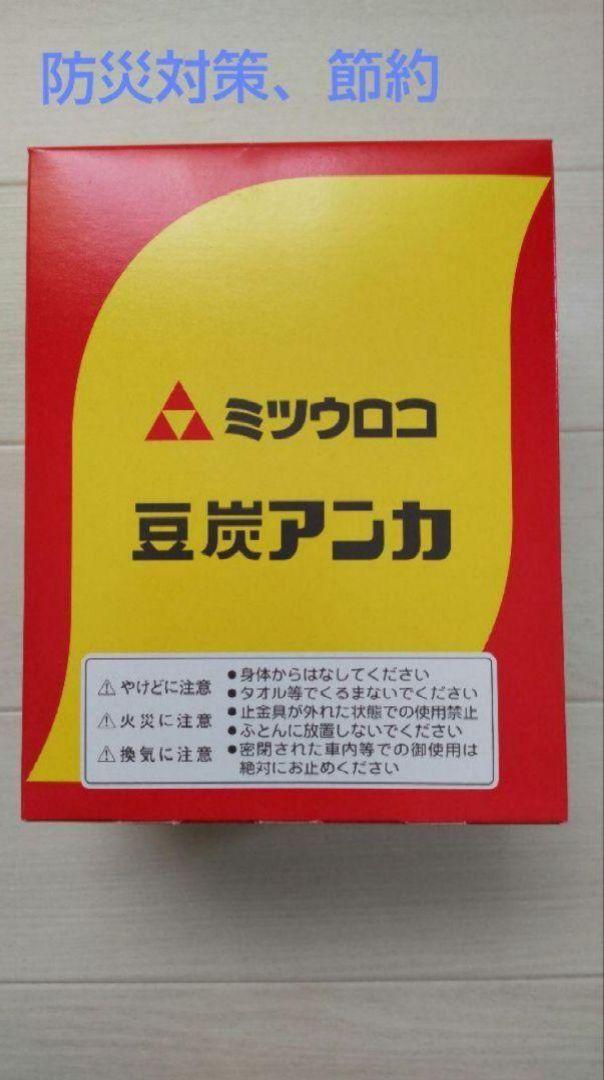 防災対策、節約
ミツウロコ
豆炭アンカ
⚠やけどに注意
⚠火災に注意
⚠換気に注意
●身体からはなしてください
●タオル等でくるまないでください
●止金具が外れた状態での使用禁止
●ふとんに放置しないでください
●密閉された車内等での御使用は
絶対にお止めください